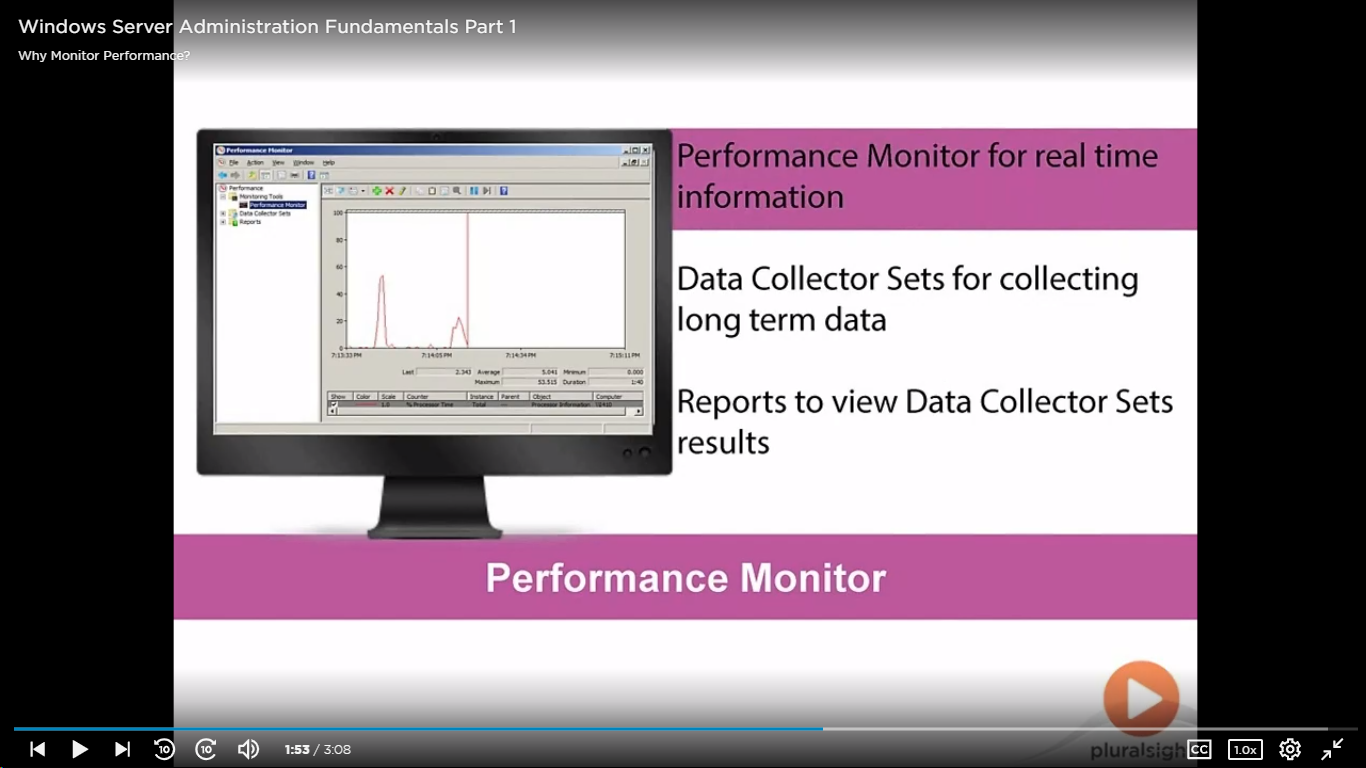 Windows Server Administration Fundamentals Part 1
Why Monitor Performance?
Performance Monitor
File Action View Window Help
Performance
Monitoring Tools
Performance Monitor
Data Collector Sets
Reports
100
80
60
40
20
0
7:13:33 PM 7:14:05 PM 7:14:34 PM 7:15:11 PM
Last 2.343 Average 5.041 Minimum 0.000
Maximum 53.515 Duration 1:40
Show Color Scale Counter Instance Parent Object Computer
1.0 % Processor Time _Total --- Processor Information
Performance Monitor for real time
information
Data Collector Sets for collecting
long term data
Reports to view Data Collector Sets
results
Performance Monitor
pluralsigh
10 10 1:53 / 3:08 CC 1.0x